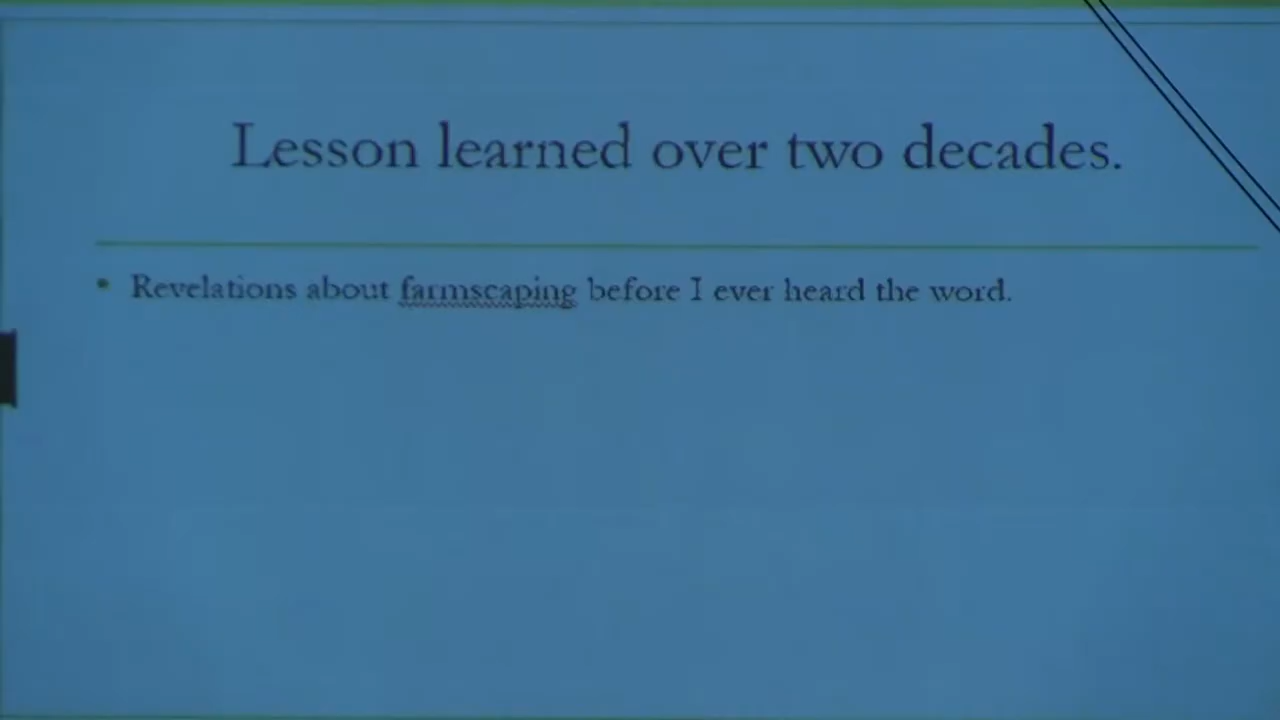 Lesson learned over two decades.
• Revelations about farmscaping before I ever heard the word.